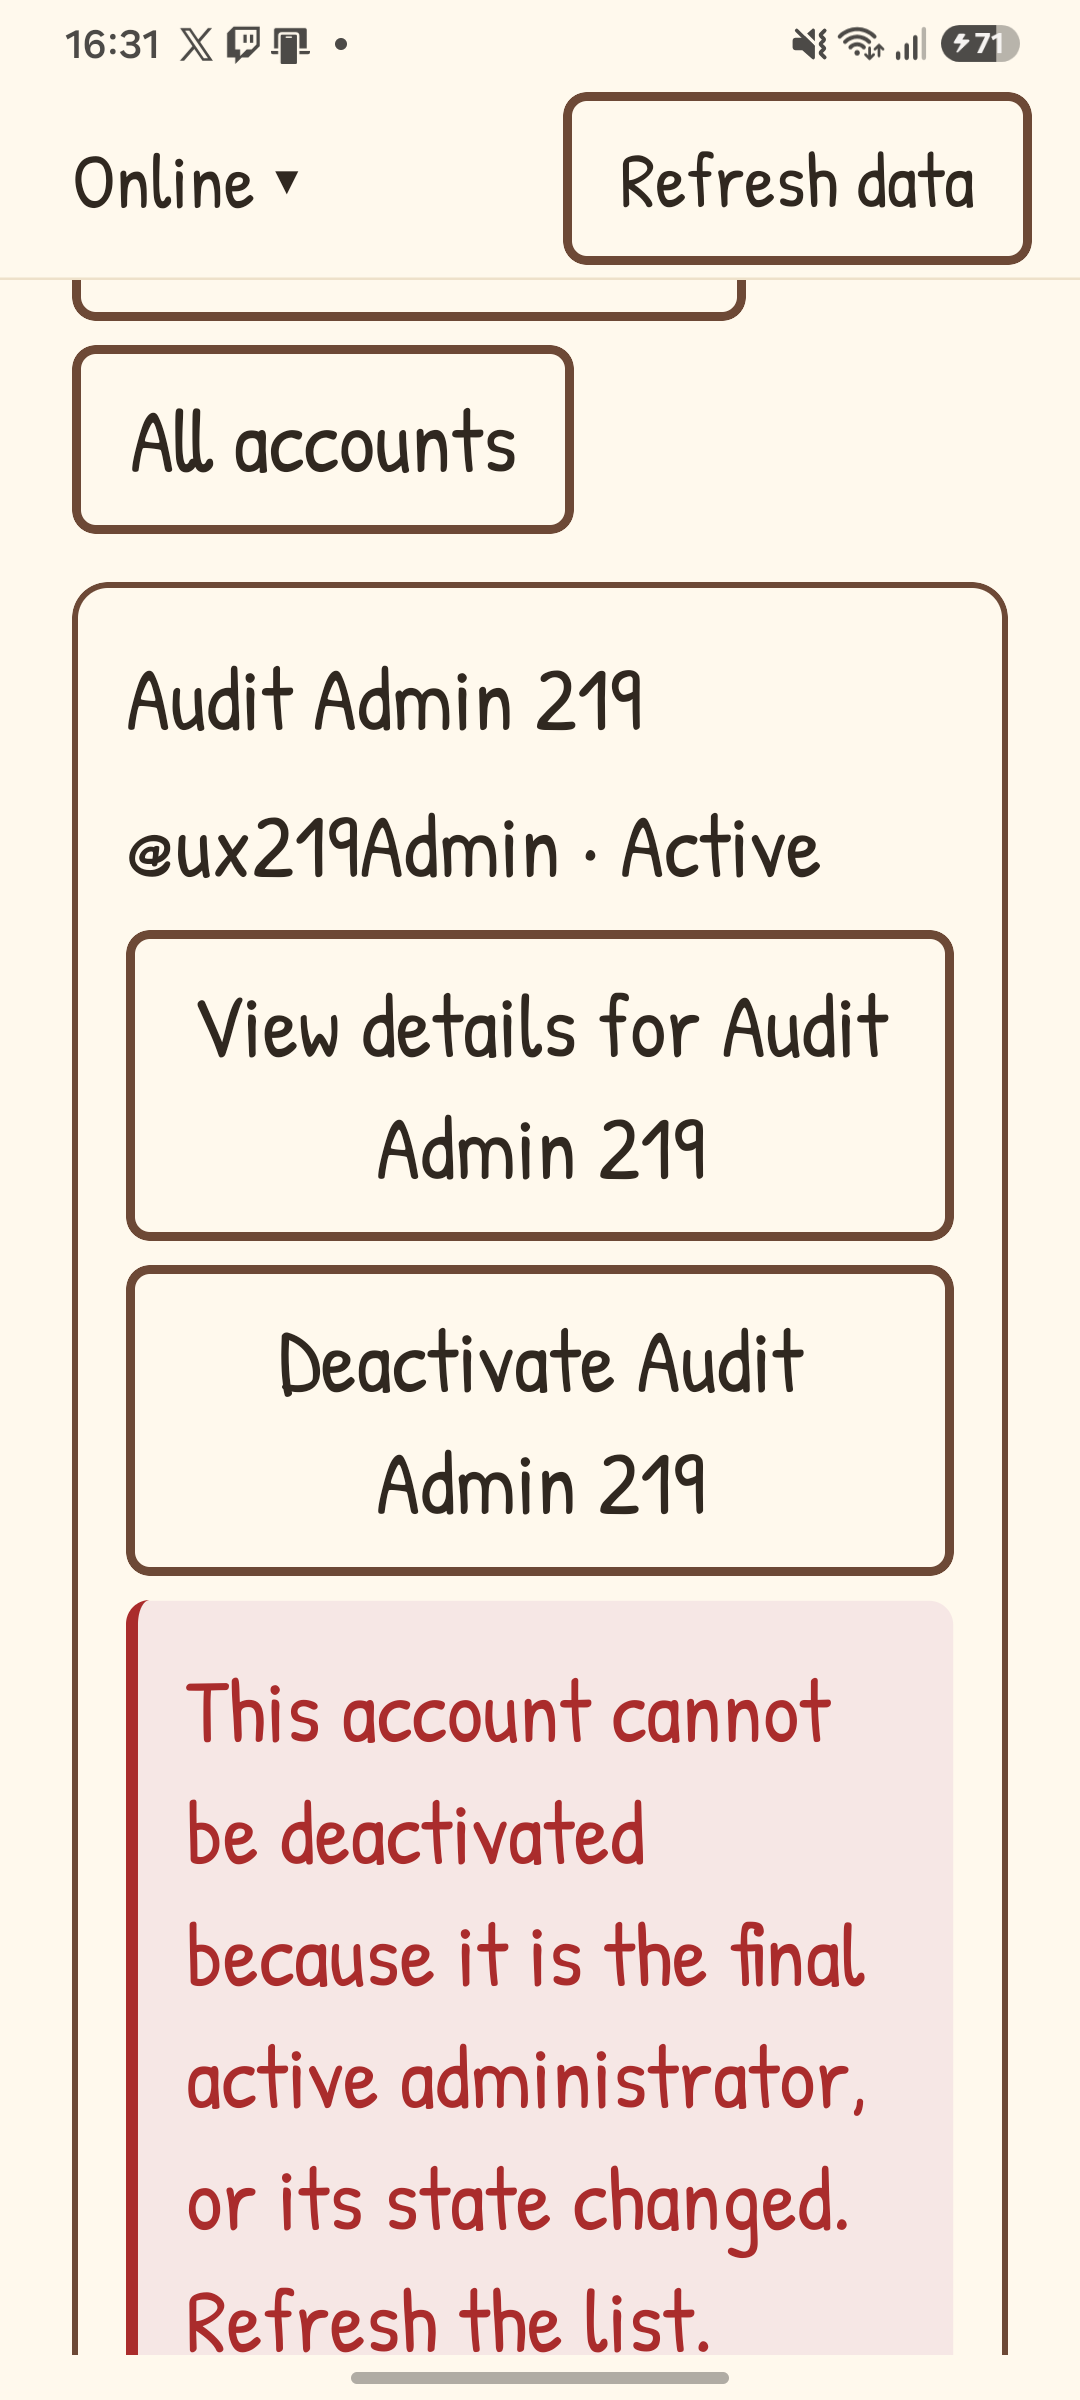 16:31
71
Online ▼
Refresh data
All accounts
Audit Admin 219
@ux219Admin · Active
View details for Audit
Admin 219
Deactivate Audit
Admin 219
This account cannot
be deactivated
because it is the final
active administrator,
or its state changed.
Refresh the list.